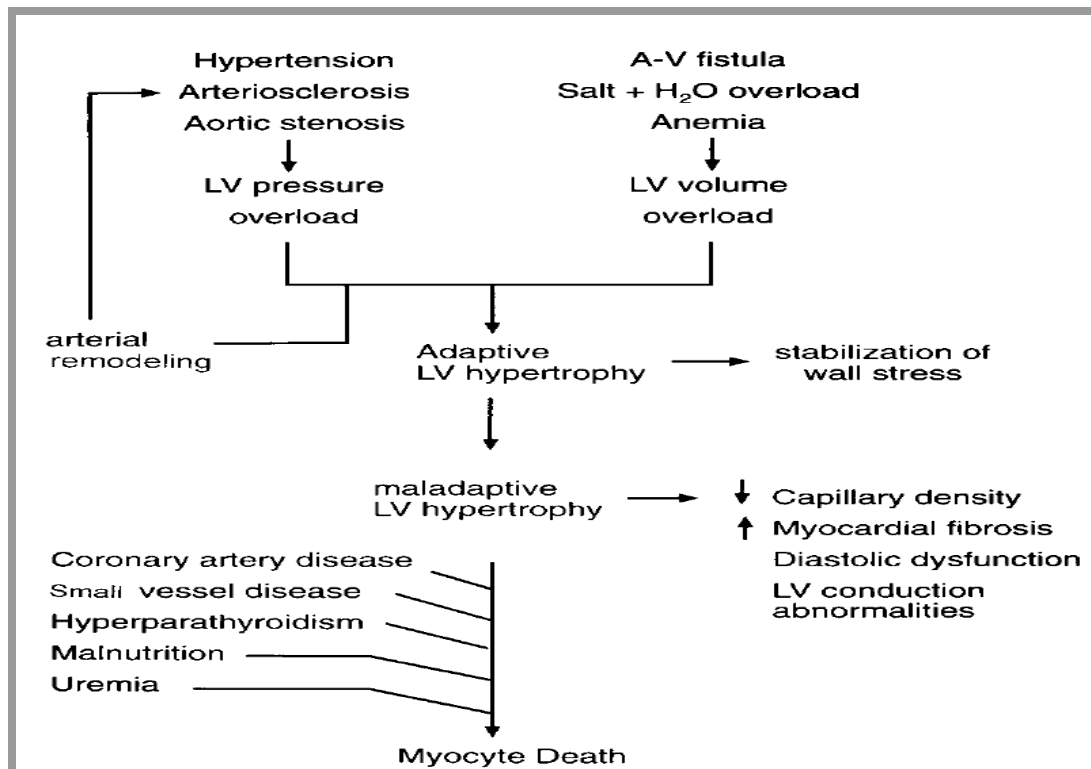 Hypertension
Arteriosclerosis
Aortic stenosis
A-V fistula
Salt + H₂O overload
Anemia
LV pressure
overload
LV volume
overload
arterial
remodeling
Adaptive
LV hypertrophy
stabilization of
wall stress
maladaptive
LV hypertrophy
Capillary density
Myocardial fibrosis
Diastolic dysfunction
LV conduction
abnormalities
Coronary artery disease
Small vessel disease
Hyperparathyroidism
Malnutrition
Uremia
Myocyte Death